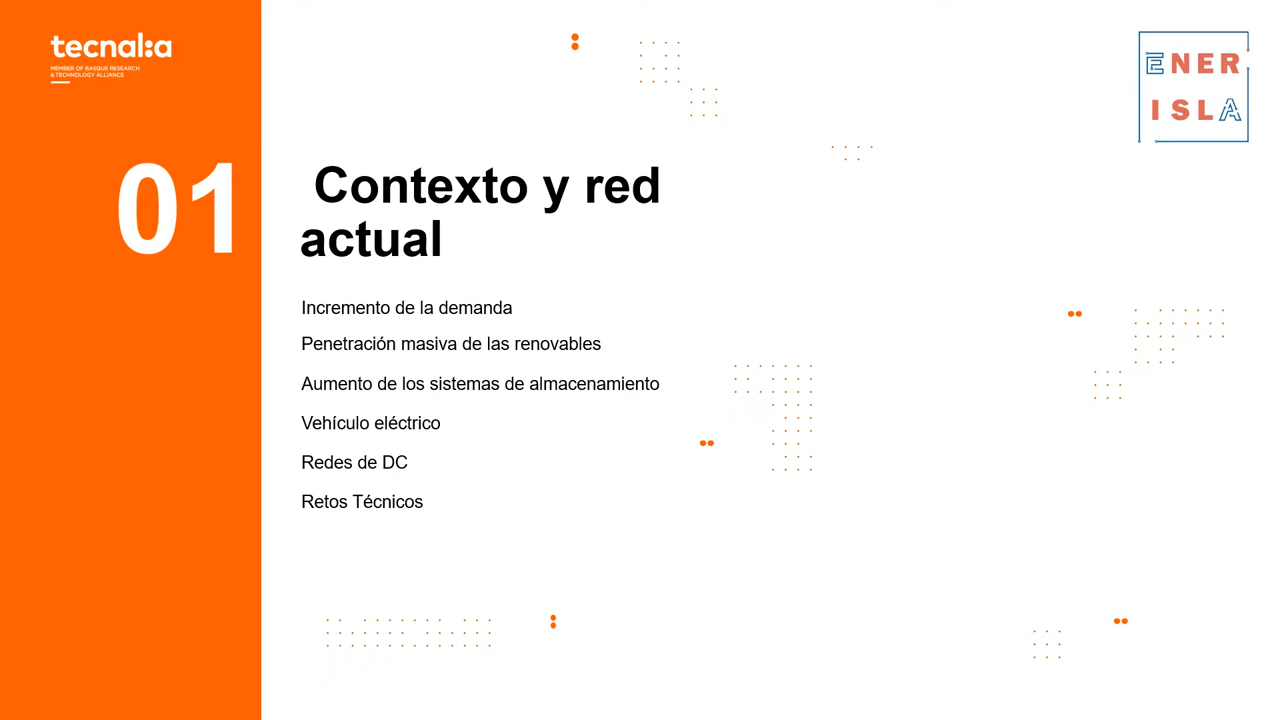 tecnal:a
MEMBER OF BASQUE RESEARCH
& TECHNOLOGY ALLIANCE
ENER
ISLA
01
Contexto y red
actual
Incremento de la demanda
Penetración masiva de las renovables
Aumento de los sistemas de almacenamiento
Vehículo eléctrico
Redes de DC
Retos Técnicos